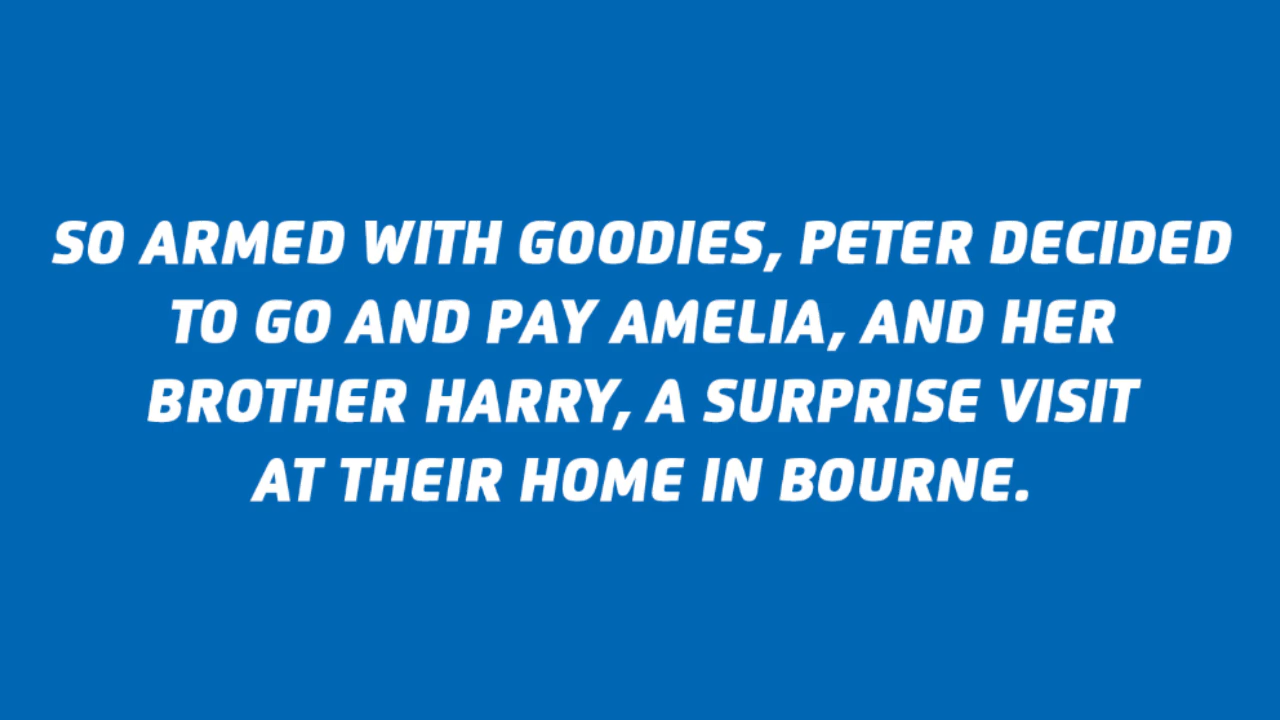 SO ARMED WITH GOODIES, PETER DECIDED
TO GO AND PAY AMELIA, AND HER
BROTHER HARRY, A SURPRISE VISIT
AT THEIR HOME IN BOURNE.